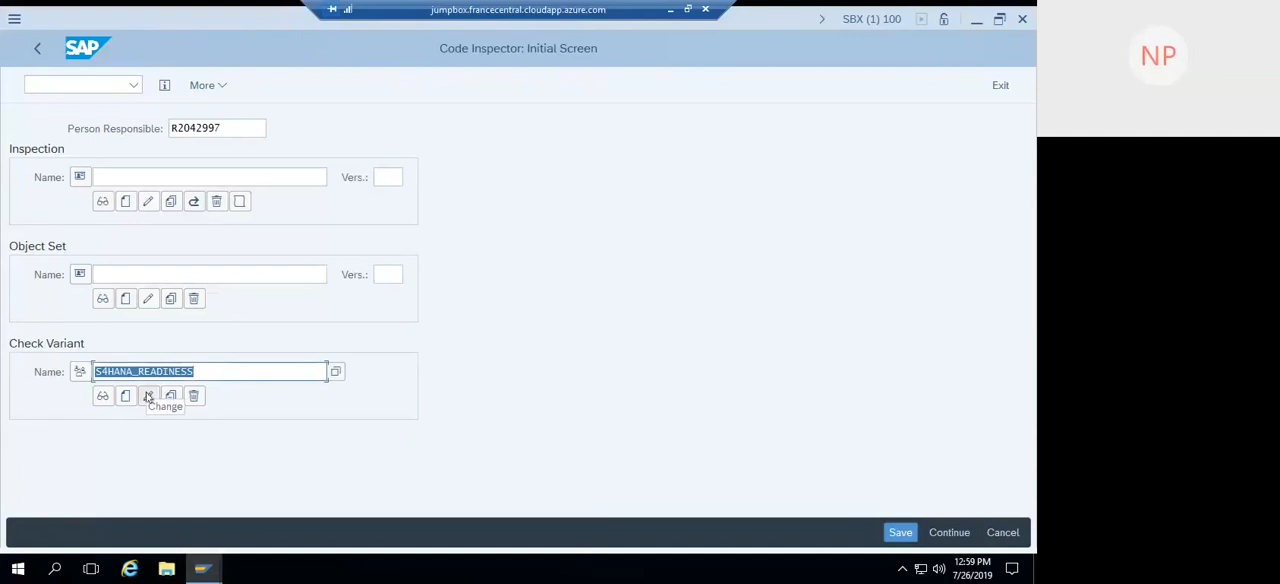 jumpbox.francecentral.cloudapp.azure.com
SBX (1) 100
SAP
Code Inspector: Initial Screen
More
Exit
NP
Person Responsible: R2042997
Inspection
Name:
Vers.:
Object Set
Name:
Vers.:
Check Variant
Name: S4HANA_READINESS
Change
Save Continue Cancel
12:59 PM
7/26/2019